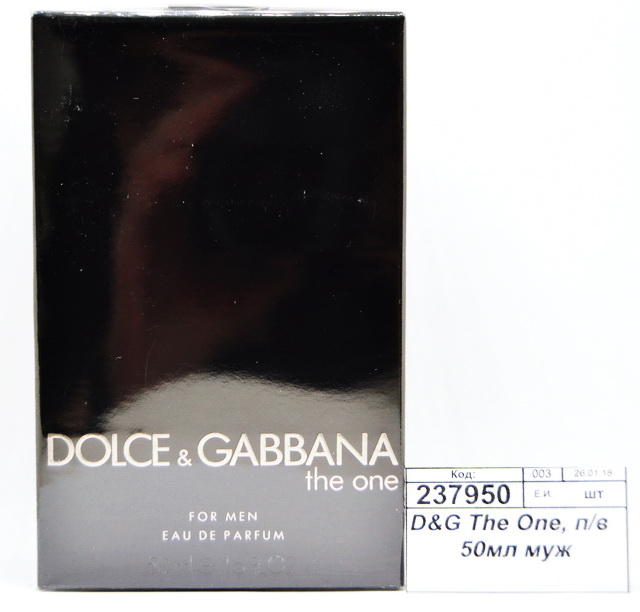 DOLCE & GABBANA
the one
FOR MEN
EAU DE PARFUM
Код: 003 26.01.18
237950 Е.И. шт
D&G The One, п/в
50мл муж